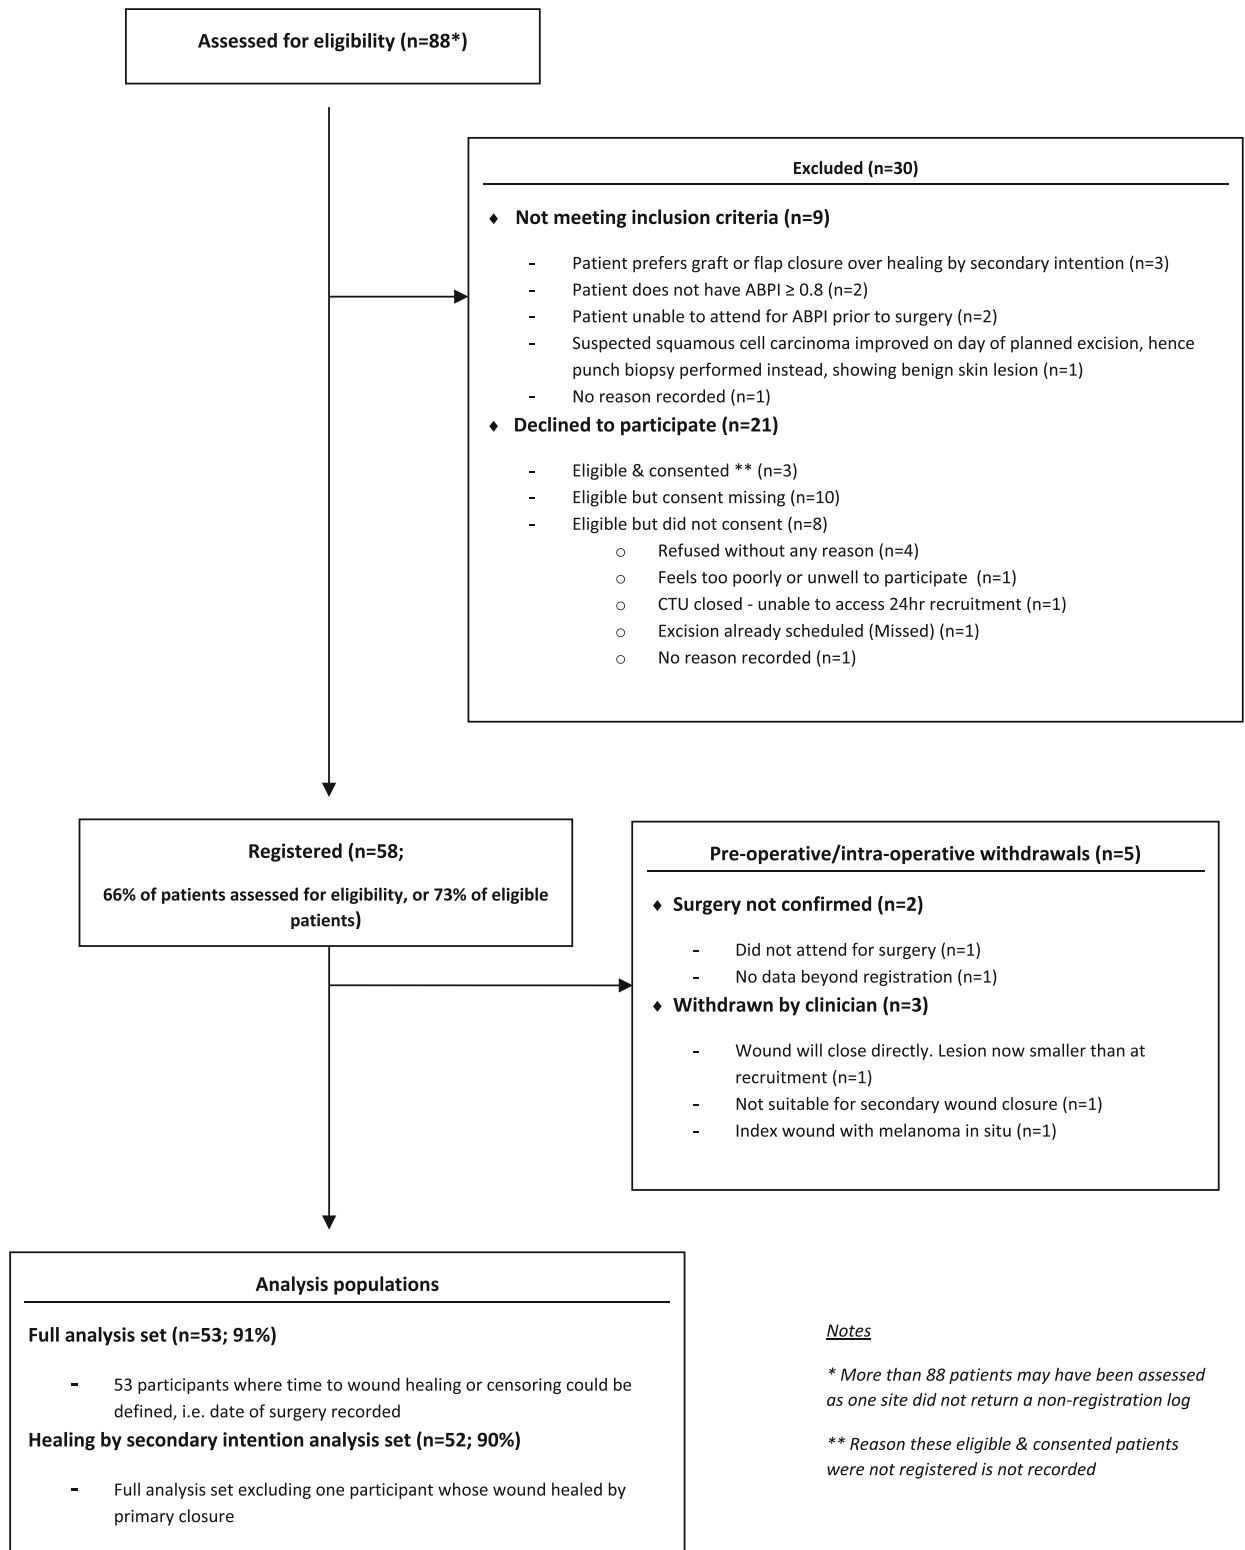 Assessed for eligibility (n=88*)
Excluded (n=30)
♦ Not meeting inclusion criteria (n=9)
- Patient prefers graft or flap closure over healing by secondary intention (n=3)
- Patient does not have ABPI ≥ 0.8 (n=2)
- Patient unable to attend for ABPI prior to surgery (n=2)
- Suspected squamous cell carcinoma improved on day of planned excision, hence
punch biopsy performed instead, showing benign skin lesion (n=1)
- No reason recorded (n=1)
♦ Declined to participate (n=21)
- Eligible & consented ** (n=3)
- Eligible but consent missing (n=10)
- Eligible but did not consent (n=8)
o Refused without any reason (n=4)
o Feels too poorly or unwell to participate (n=1)
o CTU closed - unable to access 24hr recruitment (n=1)
o Excision already scheduled (Missed) (n=1)
o No reason recorded (n=1)
Registered (n=58;
66% of patients assessed for eligibility, or 73% of eligible
patients)
Pre-operative/intra-operative withdrawals (n=5)
♦ Surgery not confirmed (n=2)
- Did not attend for surgery (n=1)
- No data beyond registration (n=1)
♦ Withdrawn by clinician (n=3)
- Wound will close directly. Lesion now smaller than at
recruitment (n=1)
- Not suitable for secondary wound closure (n=1)
- Index wound with melanoma in situ (n=1)
Analysis populations
Full analysis set (n=53; 91%)
- 53 participants where time to wound healing or censoring could be
defined, i.e. date of surgery recorded
Healing by secondary intention analysis set (n=52; 90%)
- Full analysis set excluding one participant whose wound healed by
primary closure
Notes
* More than 88 patients may have been assessed
as one site did not return a non-registration log
** Reason these eligible & consented patients
were not registered is not recorded